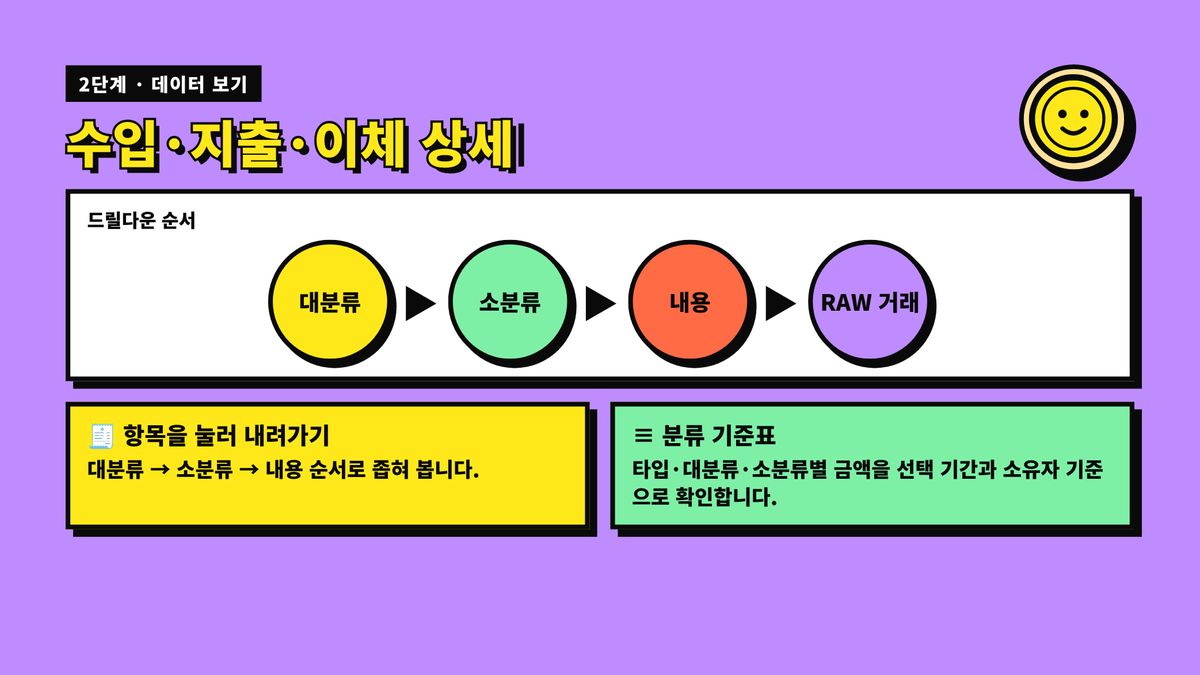 2단계 · 데이터 보기
수입·지출·이체 상세
드릴다운 순서
대분류 ▶ 소분류 ▶ 내용 ▶ RAW 거래
🧾 항목을 눌러 내려가기
대분류 → 소분류 → 내용 순서로 좁혀 봅니다.
≡ 분류 기준표
타입·대분류·소분류별 금액을 선택 기간과 소유자 기준
으로 확인합니다.